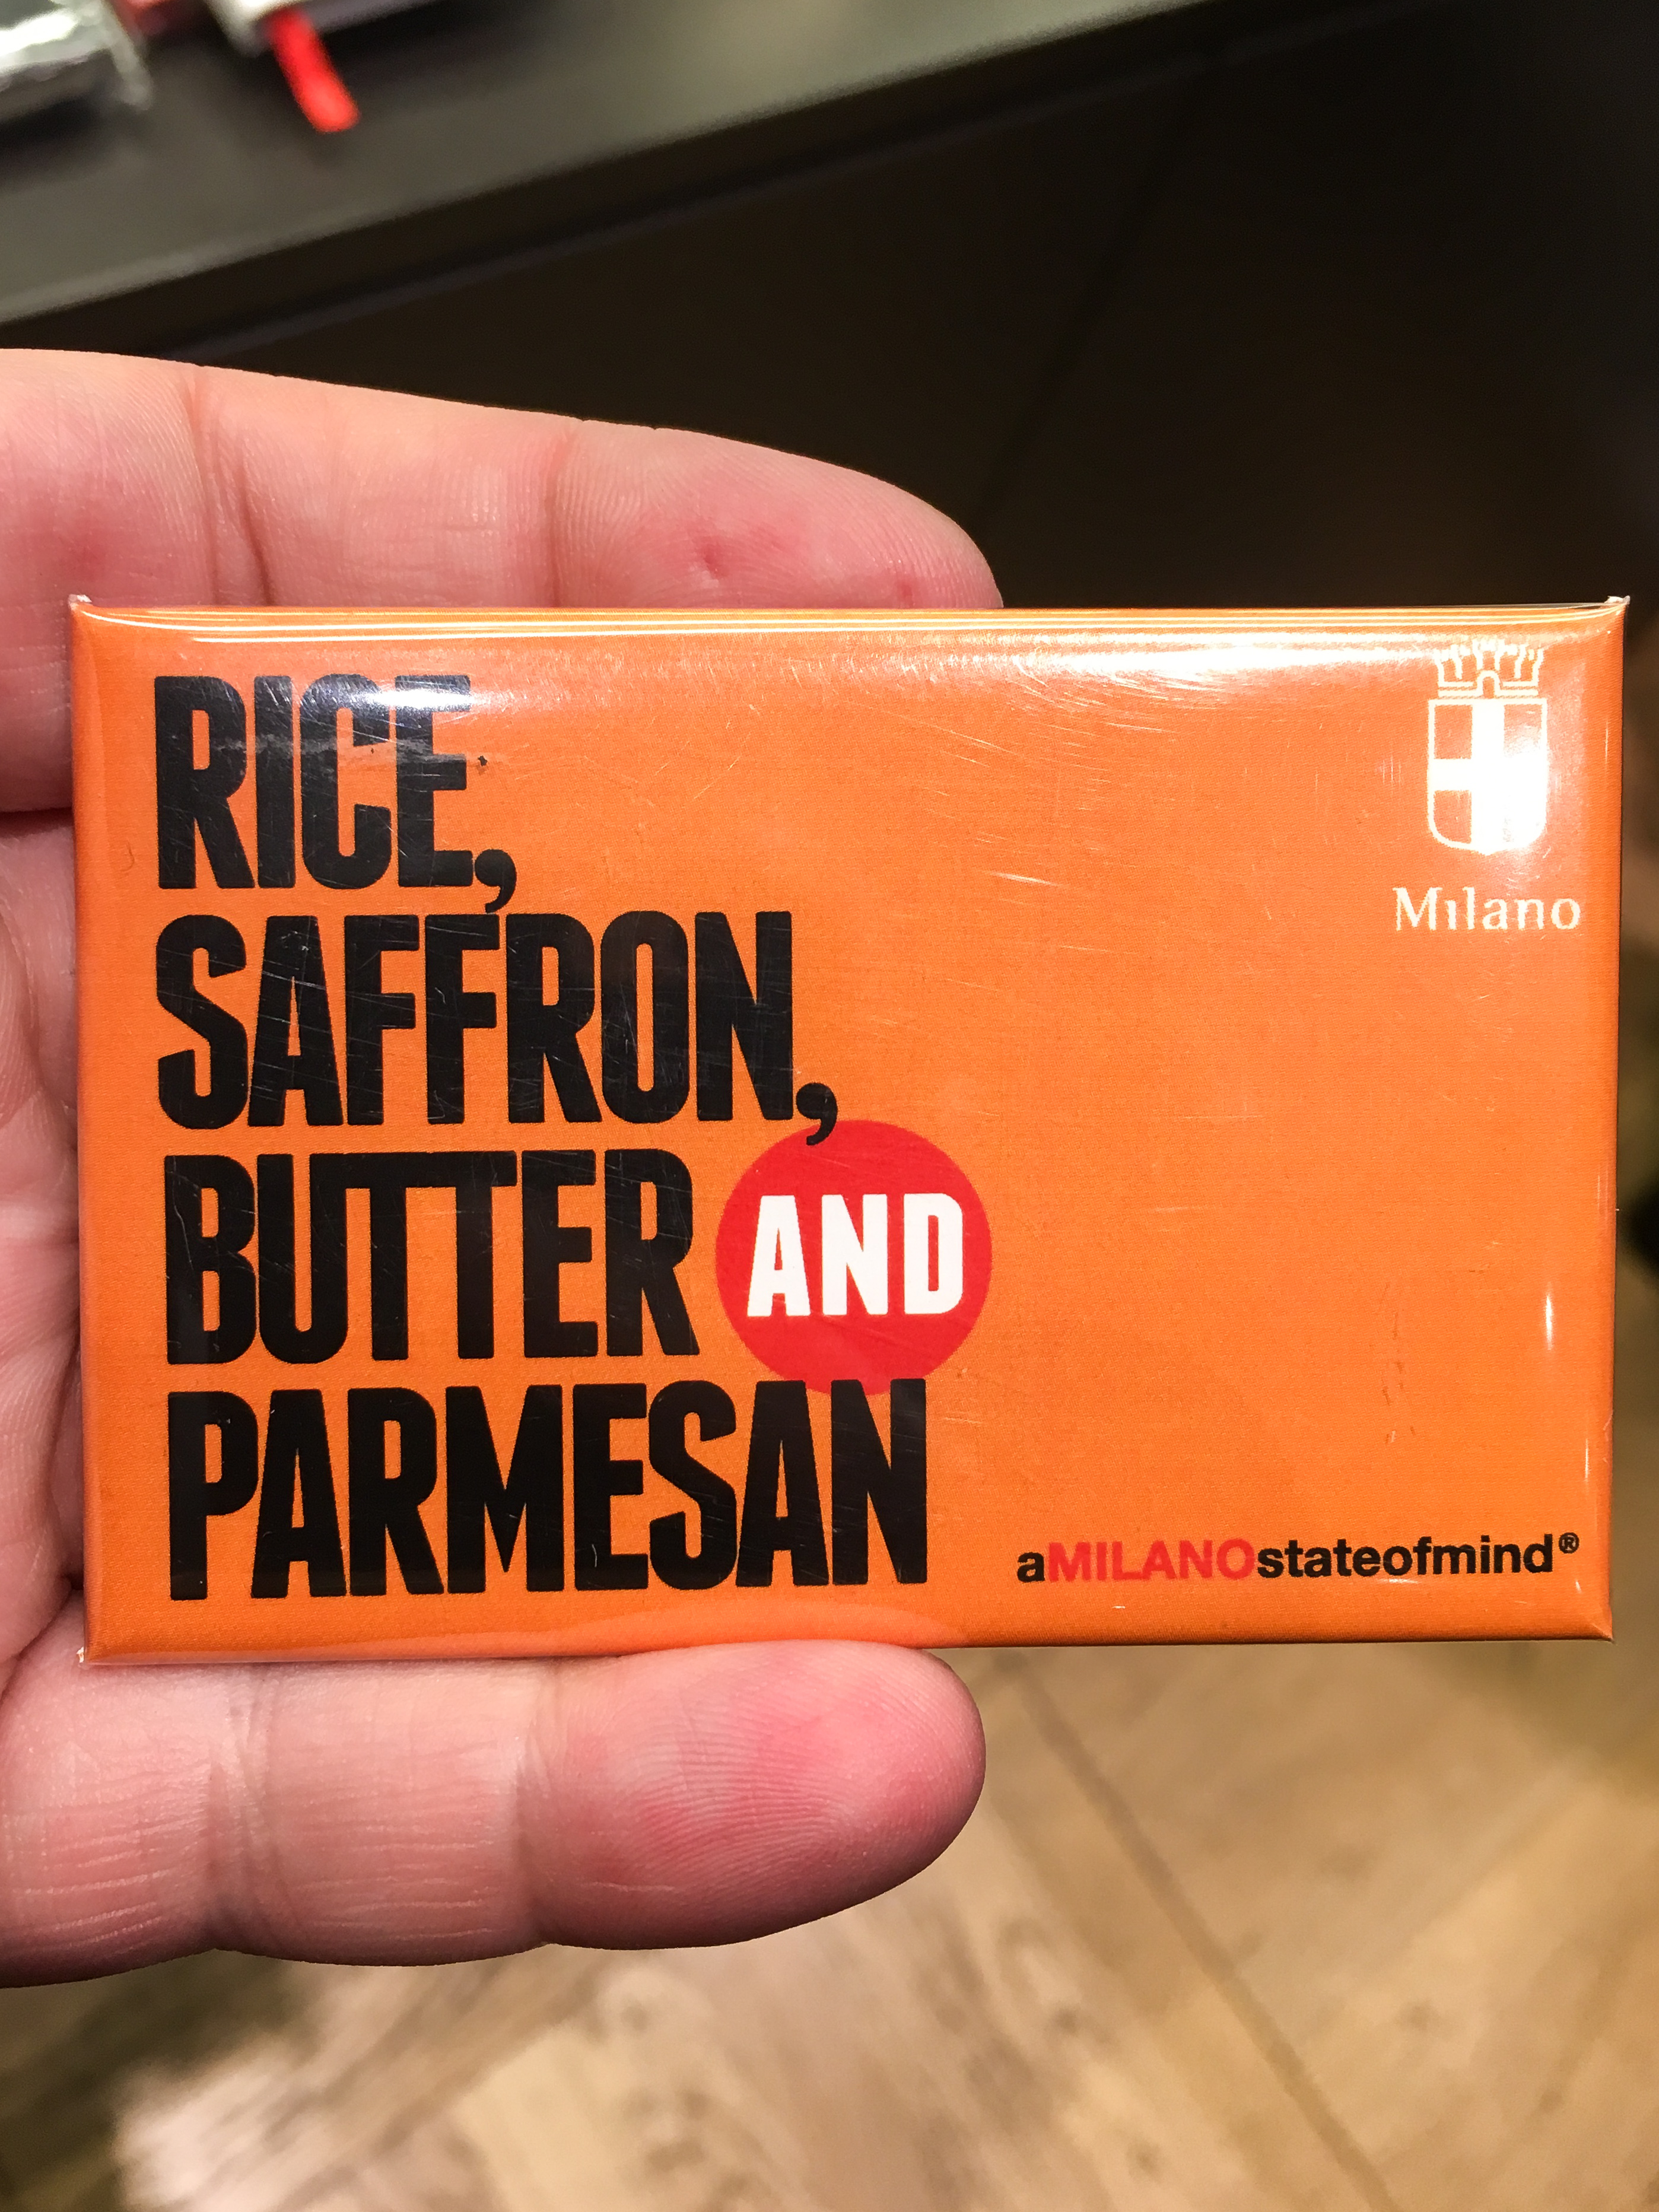 RICE,
SAFFRON,
BUTTER AND
PARMESAN
Milano
aMILANOstateofmind®